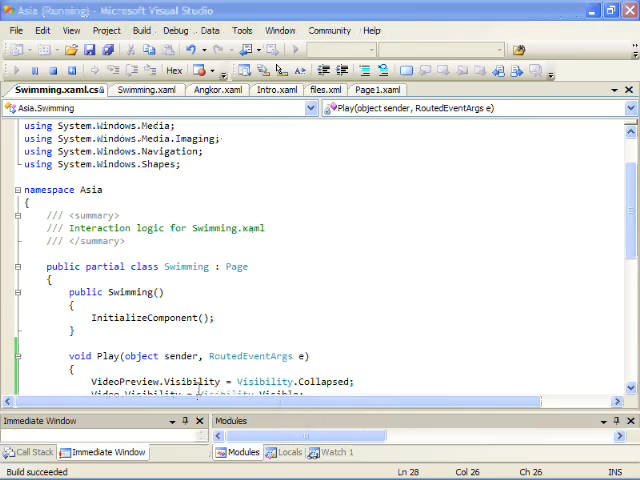 Asia (Running) - Microsoft Visual Studio
File Edit View Project Build Debug Data Tools Window Community Help
Hex
Swimming.xaml.cs Swimming.xaml Angkor.xaml Intro.xaml files.xml Page1.xaml
Asia.Swimming Play(object sender, RoutedEventArgs e)
using System.Windows.Media;
using System.Windows.Media.Imaging;
using System.Windows.Navigation;
using System.Windows.Shapes;
namespace Asia
{
/// <summary>
/// Interaction logic for Swimming.xaml
/// </summary>
public partial class Swimming : Page
{
public Swimming()
{
InitializeComponent();
}
void Play(object sender, RoutedEventArgs e)
{
VideoPreview.Visibility = Visibility.Collapsed;
Video.Visibility = Visibility.Visible;
Immediate Window Modules
Call Stack Immediate Window Modules Locals Watch 1
Build succeeded Ln 28 Col 26 Ch 26 INS